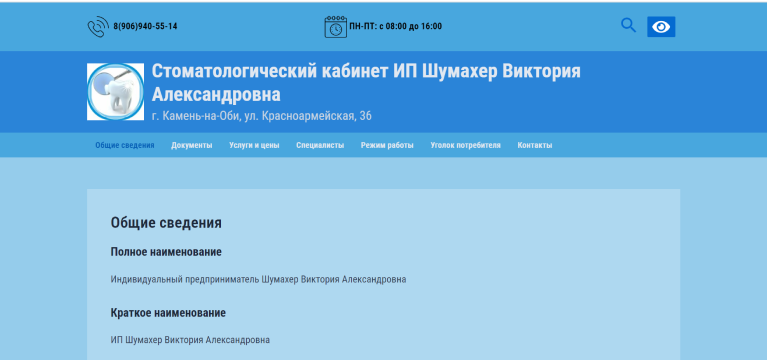 8(906)940-55-14
ПН-ПТ: с 08:00 до 16:00
Стоматологический кабинет ИП Шумахер Виктория
Александровна
г. Камень-на-Оби, ул. Красноармейская, 36
Общие сведения Документы Услуги и цены Специалисты Режим работы Уголок потребителя Контакты
Общие сведения
Полное наименование
Индивидуальный предприниматель Шумахер Виктория Александровна
Краткое наименование
ИП Шумахер Виктория Александровна